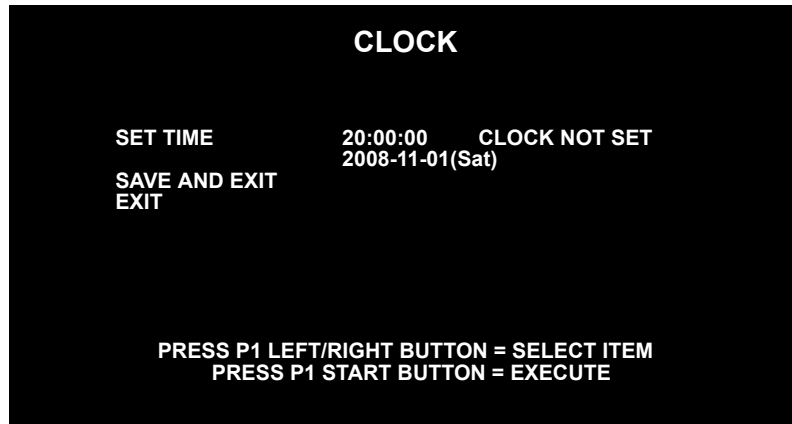 CLOCK
SET TIME 20:00:00 CLOCK NOT SET
2008-11-01(Sat)
SAVE AND EXIT
EXIT
PRESS P1 LEFT/RIGHT BUTTON = SELECT ITEM
PRESS P1 START BUTTON = EXECUTE